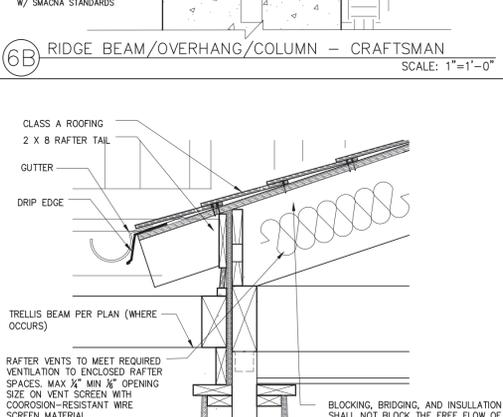 W/ SMACNA STANDARDS
6B
RIDGE BEAM/OVERHANG/COLUMN - CRAFTSMAN
SCALE: 1"=1'-0"
CLASS A ROOFING
2 X 8 RAFTER TAIL
GUTTER
DRIP EDGE
TRELLIS BEAM PER PLAN (WHERE
OCCURS)
RAFTER VENTS TO MEET REQUIRED
VENTILATION TO ENCLOSED RAFTER
SPACES. MAX ¼" MIN ⅛" OPENING
SIZE ON VENT SCREEN WITH
COOROSION-RESISTANT WIRE
SCREEN MATERIAL
BLOCKING, BRIDGING, AND INSULATION
SHALL NOT BLOCK THE FREE FLOW OF